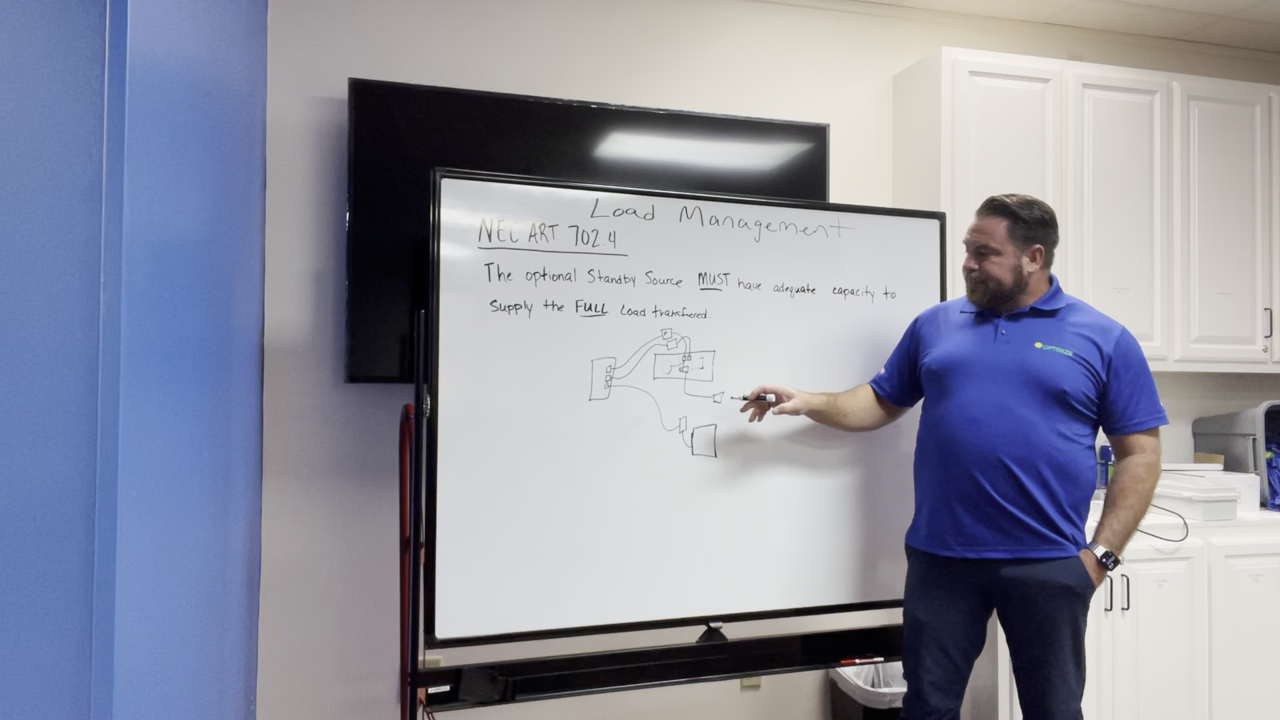 Load Management
NEC ART 702.4
The optional Standby Source MUST have adequate capacity to
Supply the FULL Load transfered.